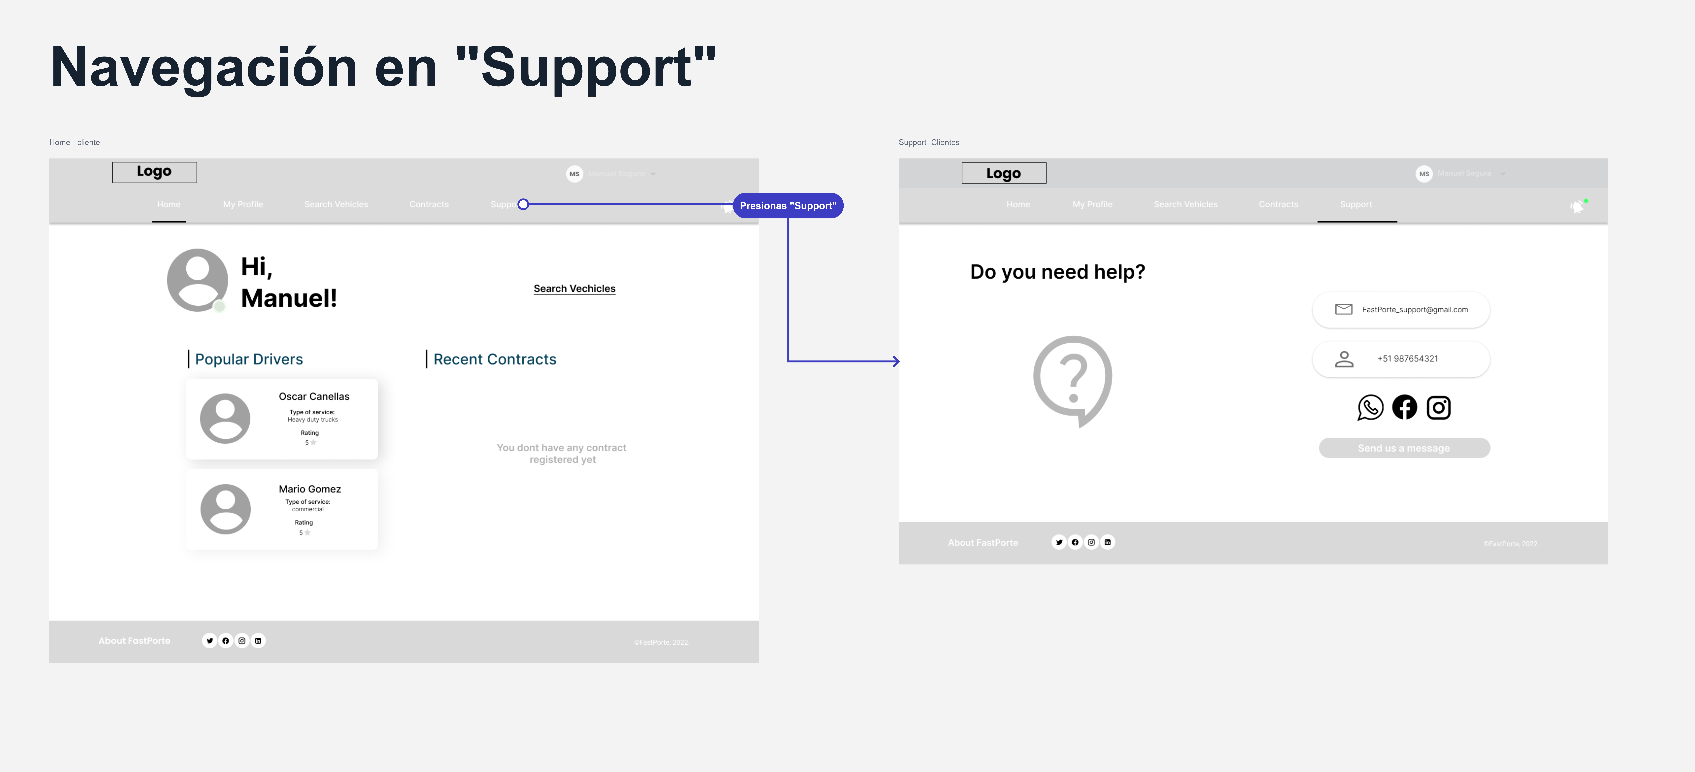 Navegación en "Support"
Home - cliente
Logo
MS Manuel Segura
Home My Profile Search Vehicles Contracts Suppo
Presionas "Support"
Hi,
Manuel!
Search Vechicles
Popular Drivers
Recent Contracts
Oscar Canellas
Type of service:
Heavy duty trucks
Rating
5
You dont have any contract
registered yet
Mario Gomez
Type of service:
commercial
Rating
5
About FastPorte
©FastPorte, 2022
Support Clientes
Logo
MS Manuel Segura
Home My Profile Search Vehicles Contracts Support
Do you need help?
FastPorte_support@gmail.com
+51 987654321
Send us a message
About FastPorte
©FastPorte, 2022